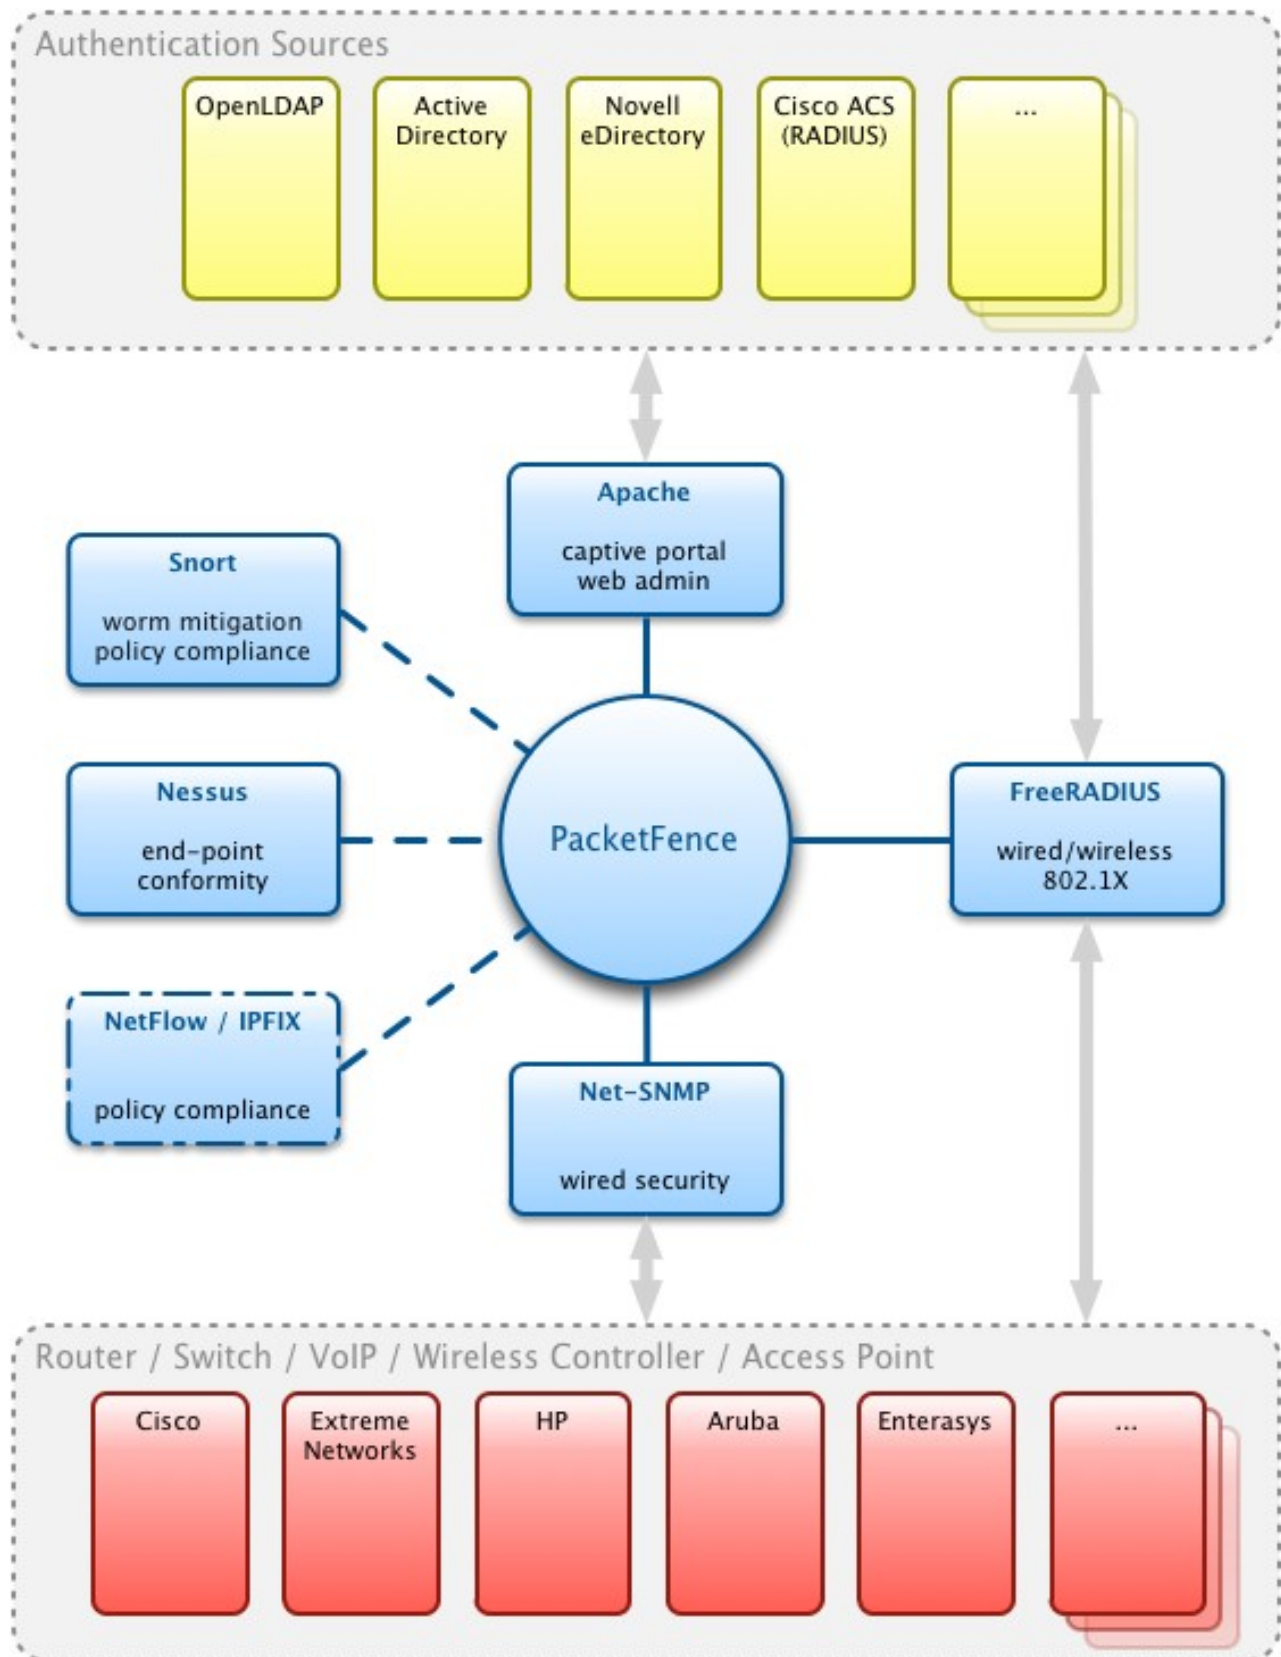 Authentication Sources
OpenLDAP
Active
Directory
Novell
eDirectory
Cisco ACS
(RADIUS)
...
Apache
captive portal
web admin
Snort
worm mitigation
policy compliance
Nessus
end-point
conformity
PacketFence
FreeRADIUS
wired/wireless
802.1X
NetFlow / IPFIX
policy compliance
Net-SNMP
wired security
Router / Switch / VoIP / Wireless Controller / Access Point
Cisco
Extreme
Networks
HP
Aruba
Enterasys
...